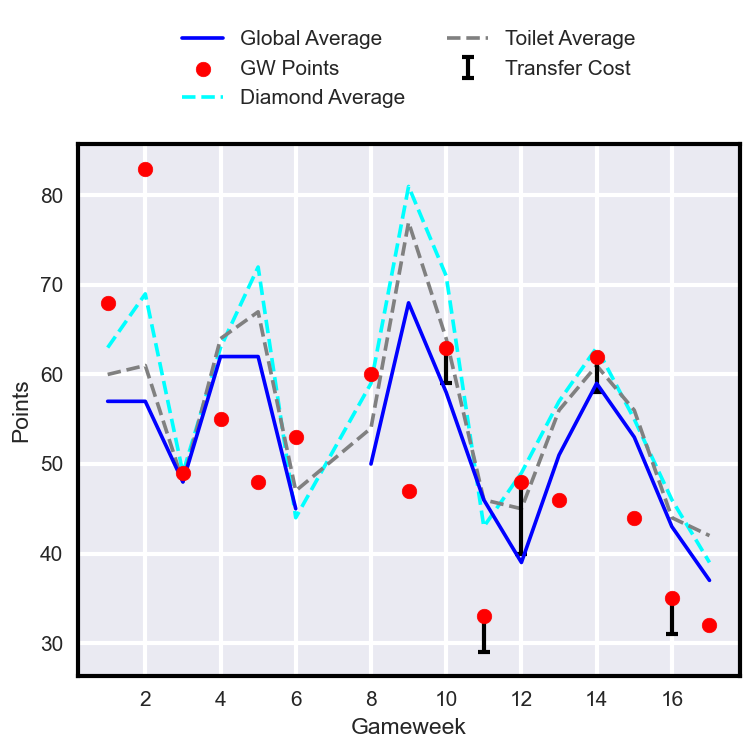 Global Average
GW Points
Diamond Average
Toilet Average
Transfer Cost
Points
80
70
60
50
40
30
2 4 6 8 10 12 14 16
Gameweek